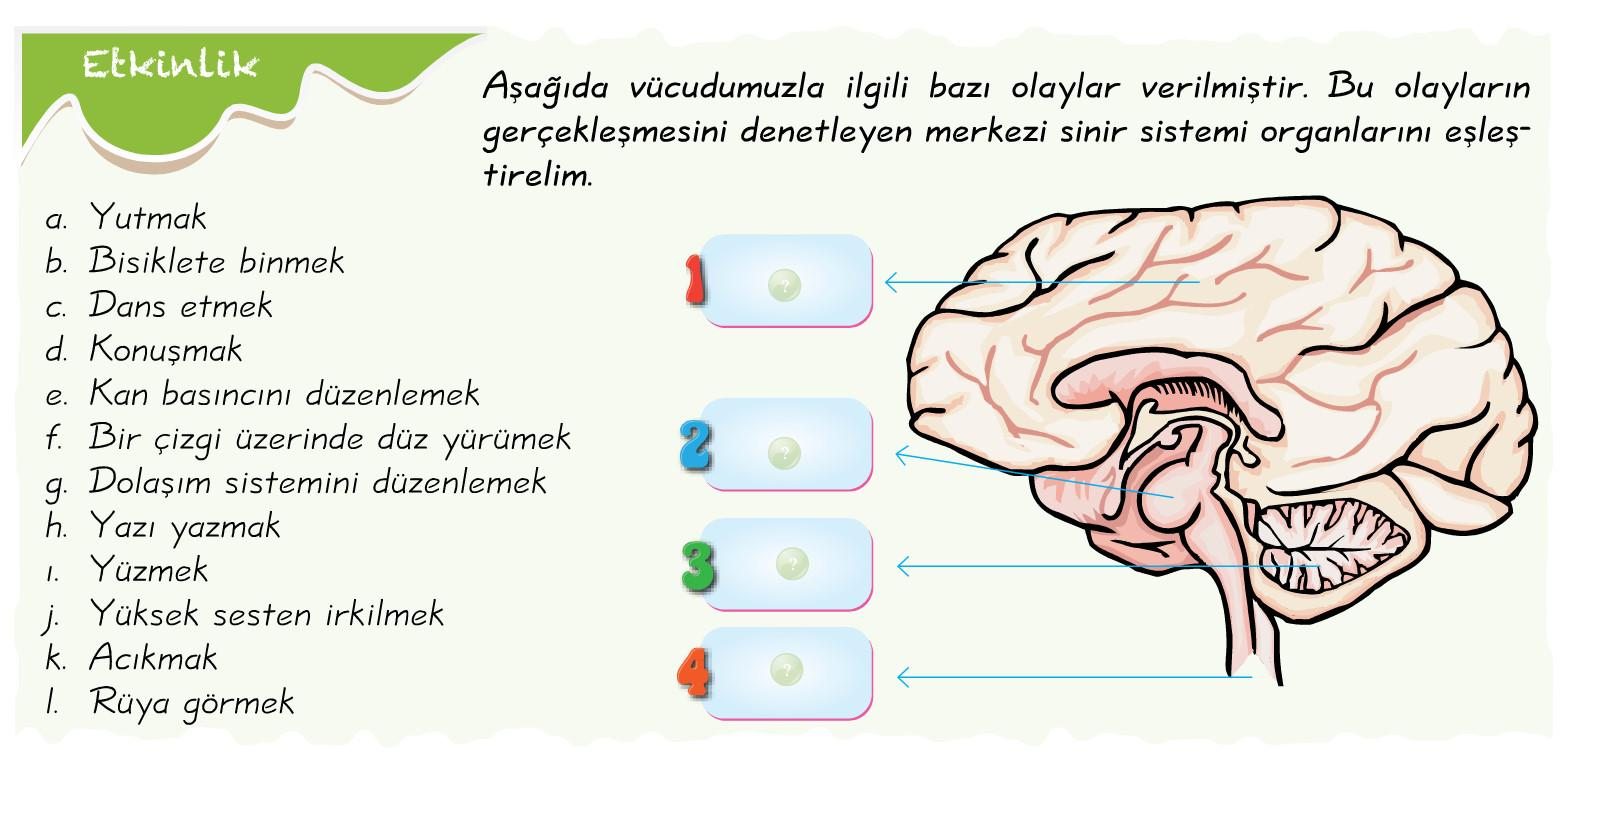 Etkinlik
Aşağıda vücudumuzla ilgili bazı olaylar verilmiştir. Bu olayların
gerçekleşmesini denetleyen merkezi sinir sistemi organlarını eşleş-
tirelim.
a. Yutmak
b. Bisiklete binmek
c. Dans etmek
d. Konuşmak
e. Kan basıncını düzenlemek
f. Bir çizgi üzerinde düz yürümek
g. Dolaşım sistemini düzenlemek
h. Yazı yazmak
ı. Yüzmek
j. Yüksek sesten irkilmek
k. Acıkmak
l. Rüya görmek
1 ?
2 ?
3 ?
4 ?